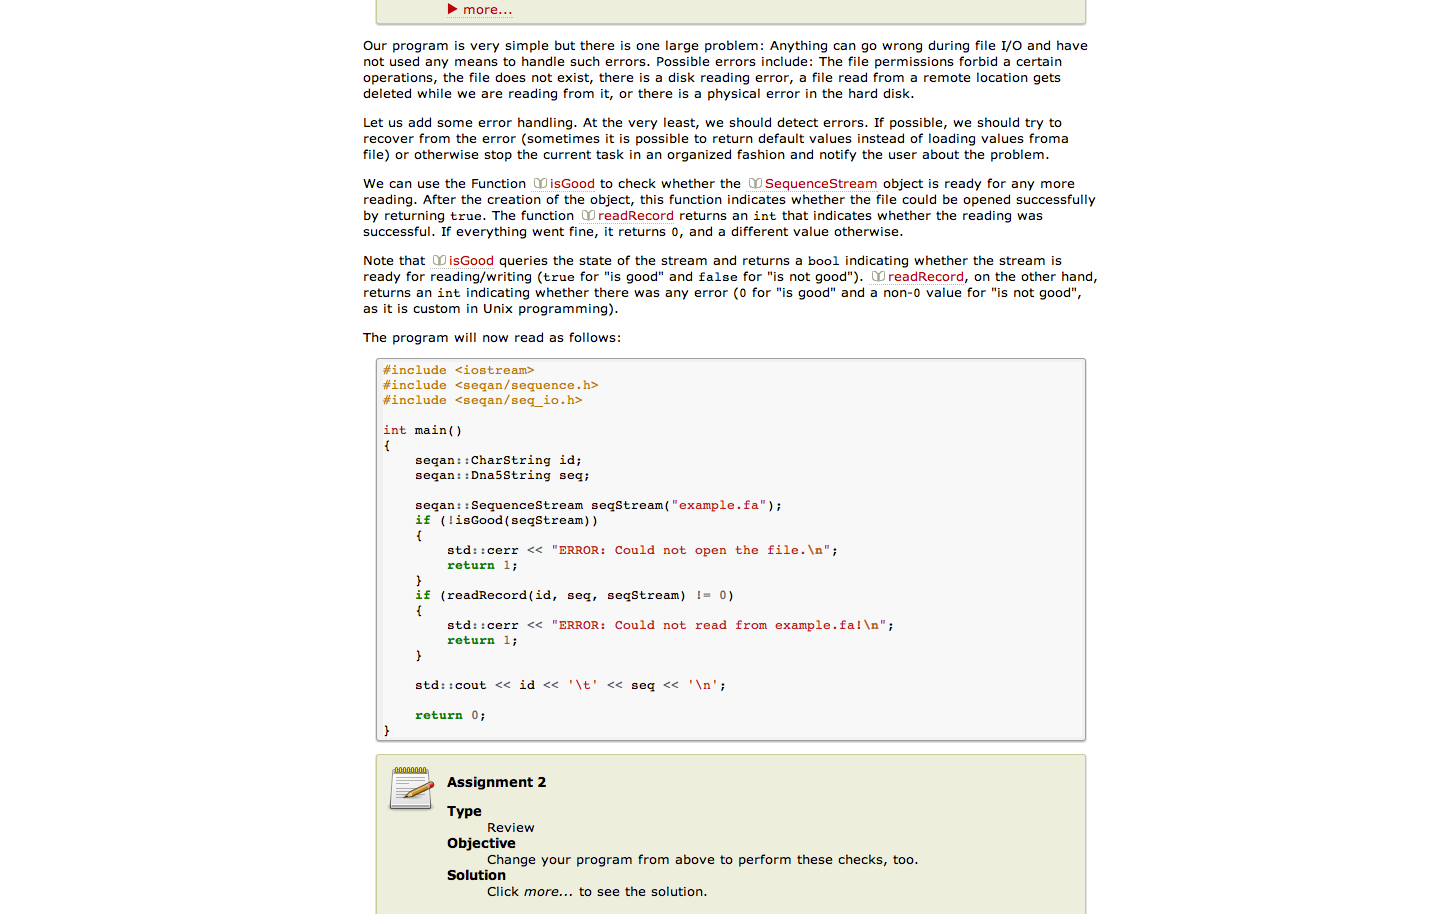 ▶ more...
Our program is very simple but there is one large problem: Anything can go wrong during file I/O and have
not used any means to handle such errors. Possible errors include: The file permissions forbid a certain
operations, the file does not exist, there is a disk reading error, a file read from a remote location gets
deleted while we are reading from it, or there is a physical error in the hard disk.
Let us add some error handling. At the very least, we should detect errors. If possible, we should try to
recover from the error (sometimes it is possible to return default values instead of loading values froma
file) or otherwise stop the current task in an organized fashion and notify the user about the problem.
We can use the Function isGood to check whether the SequenceStream object is ready for any more
reading. After the creation of the object, this function indicates whether the file could be opened successfully
by returning true. The function readRecord returns an int that indicates whether the reading was
successful. If everything went fine, it returns 0, and a different value otherwise.
Note that isGood queries the state of the stream and returns a bool indicating whether the stream is
ready for reading/writing (true for "is good" and false for "is not good"). readRecord, on the other hand,
returns an int indicating whether there was any error (0 for "is good" and a non-0 value for "is not good",
as it is custom in Unix programming).
The program will now read as follows:
#include <iostream>
#include <seqan/sequence.h>
#include <seqan/seq_io.h>
int main()
{
    seqan::CharString id;
    seqan::Dna5String seq;
    seqan::SequenceStream seqStream("example.fa");
    if (!isGood(seqStream))
    {
        std::cerr << "ERROR: Could not open the file.\n";
        return 1;
    }
    if (readRecord(id, seq, seqStream) != 0)
    {
        std::cerr << "ERROR: Could not read from example.fa!\n";
        return 1;
    }
    std::cout << id << '\t' << seq << '\n';
    return 0;
}
Assignment 2
Type
Review
Objective
Change your program from above to perform these checks, too.
Solution
Click more... to see the solution.